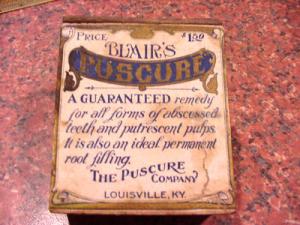 PRICE $1.50
BLAIR'S
PUSCURE
A GUARANTEED remedy
for all forms of abscessed
teeth and putrescent pulps.
It is also an ideal permanent
root filling.
THE PUSCURE
COMPANY
LOUISVILLE, KY.